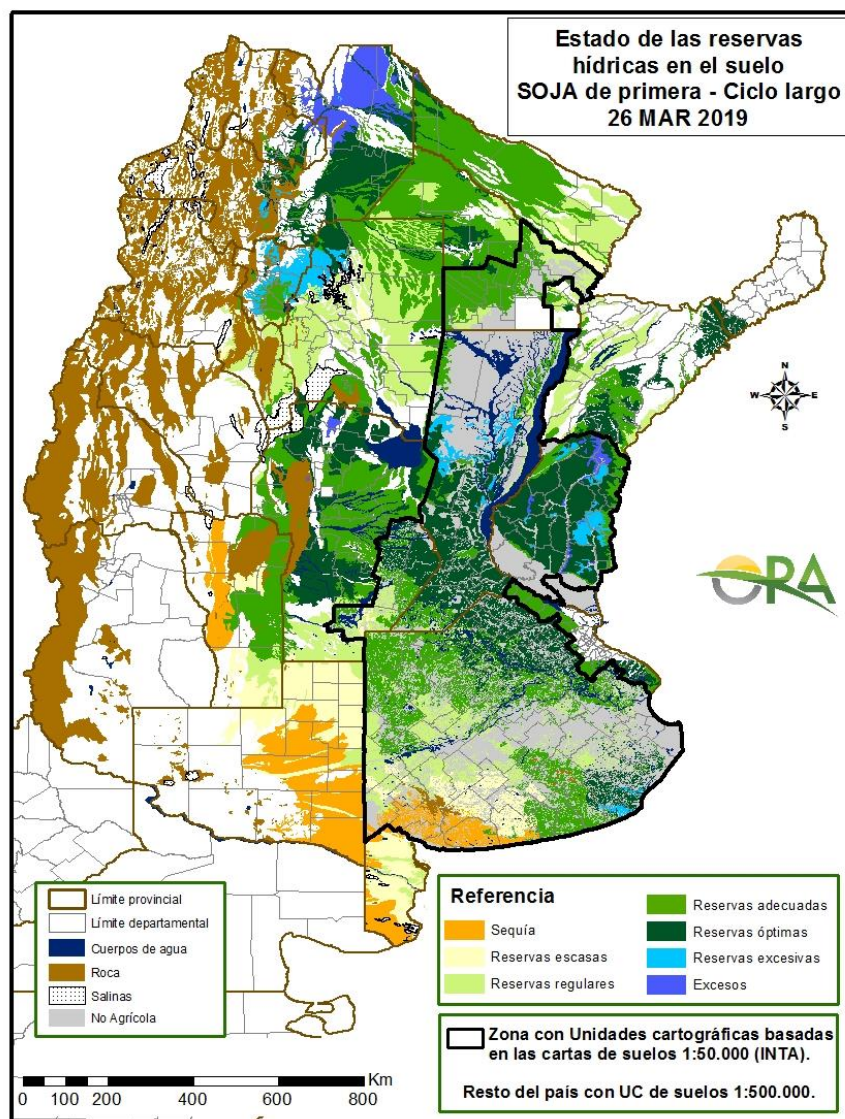 Estado de las reservas
hídricas en el suelo
SOJA de primera - Ciclo largo
26 MAR 2019
N
W
E
S
OPA
Límite provincial
Límite departamental
Cuerpos de agua
Roca
Salinas
No Agrícola
Referencia
Sequía
Reservas escasas
Reservas regulares
Reservas adecuadas
Reservas óptimas
Reservas excesivas
Excesos
Zona con Unidades cartográficas basadas
en las cartas de suelos 1:50.000 (INTA).
Resto del país con UC de suelos 1:500.000.
Km
0 100 200 400 600 800